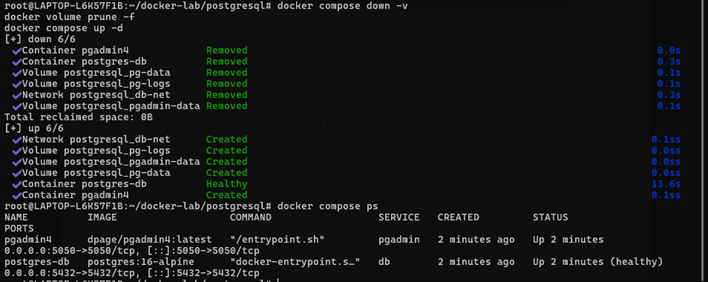 root@LAPTOP-L6K57F1B:~/docker-lab/postgresql# docker compose down -v
docker volume prune -f
docker compose up -d
[+] down 6/6
✔Container pgadmin4 Removed 0.0s
✔Container postgres-db Removed 0.3s
✔Volume postgresql_pg-data Removed 0.1s
✔Volume postgresql_pg-logs Removed 0.1s
✔Network postgresql_db-net Removed 0.3s
✔Volume postgresql_pgadmin-data Removed 0.1s
Total reclaimed space: 0B
[+] up 6/6
✔Network postgresql_db-net Created 0.1ss
✔Volume postgresql_pg-logs Created 0.0ss
✔Volume postgresql_pgadmin-data Created 0.0ss
✔Volume postgresql_pg-data Created 0.0ss
✔Container postgres-db Healthy 13.6s
✔Container pgadmin4 Created 0.1ss
root@LAPTOP-L6K57F1B:~/docker-lab/postgresql# docker compose ps
NAME IMAGE COMMAND SERVICE CREATED STATUS
PORTS
pgadmin4 dpage/pgadmin4:latest "/entrypoint.sh" pgadmin 2 minutes ago Up 2 minutes
0.0.0.0:5050->5050/tcp, [::]:5050->5050/tcp
postgres-db postgres:16-alpine "docker-entrypoint.s…" db 2 minutes ago Up 2 minutes (healthy)
0.0.0.0:5432->5432/tcp, [::]:5432->5432/tcp